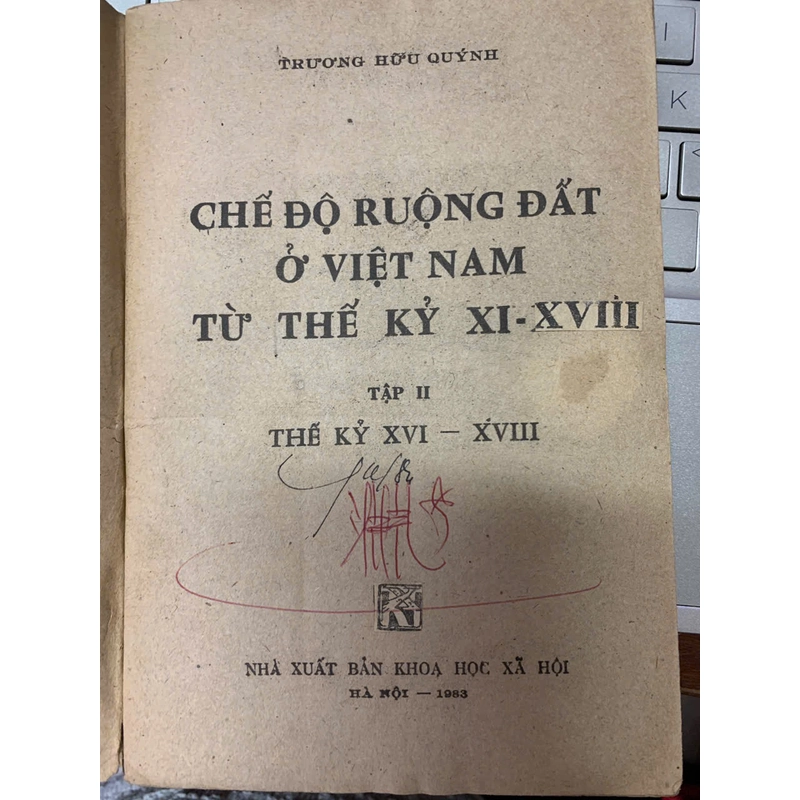 TRƯƠNG HỮU QUÝNH
CHẾ ĐỘ RUỘNG ĐẤT
Ở VIỆT NAM
TỪ THẾ KỶ XI-XVIII
TẬP II
THẾ KỶ XVI — XVIII
NHÀ XUẤT BẢN KHOA HỌC XÃ HỘI
HÀ NỘI — 1983
I
K
<